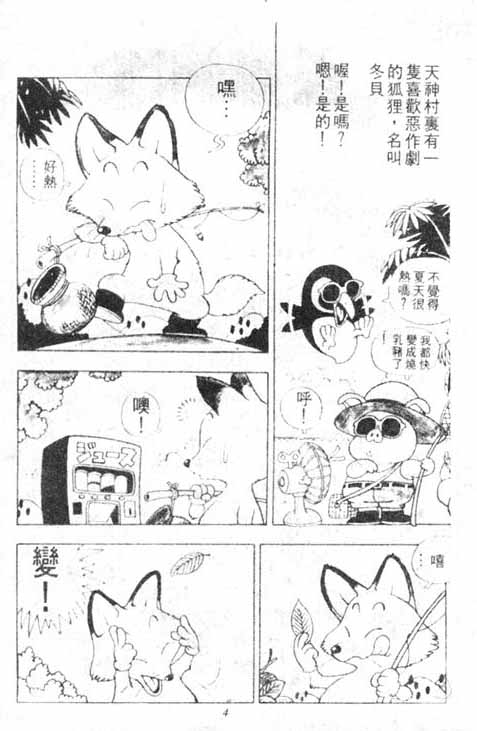 天神村裏有一
隻喜歡惡作劇
的狐狸，名叫
冬貝
喔！是嗎？
嗯！是的！
不覺得
夏天很
熱嗎？
我都快
變成燒
乳豬了
！
呼！
嘿…
好熱
……
噢！
ジュース
嘻…
變！
4